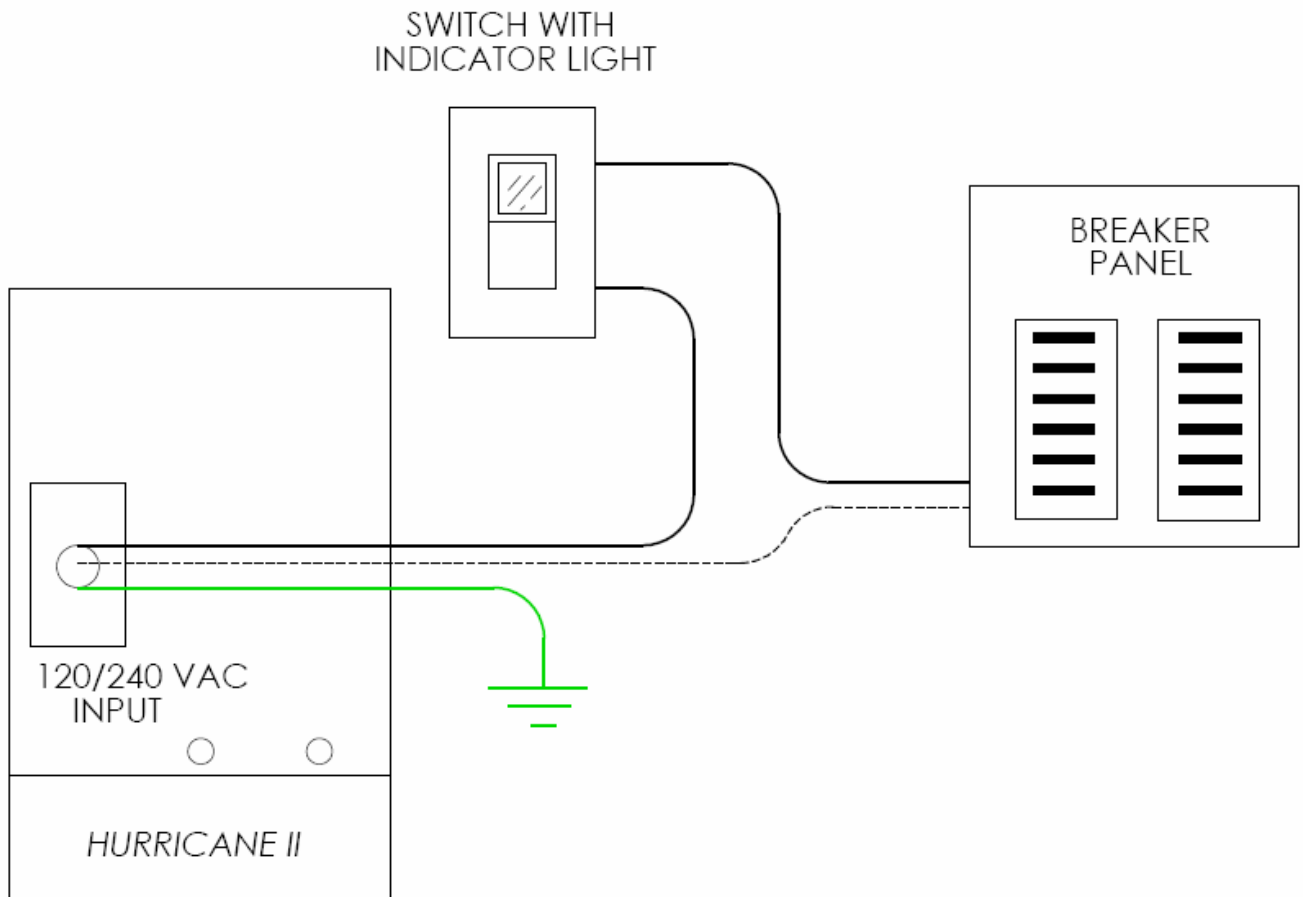 SWITCH WITH
INDICATOR LIGHT
BREAKER
PANEL
120/240 VAC
INPUT
HURRICANE II